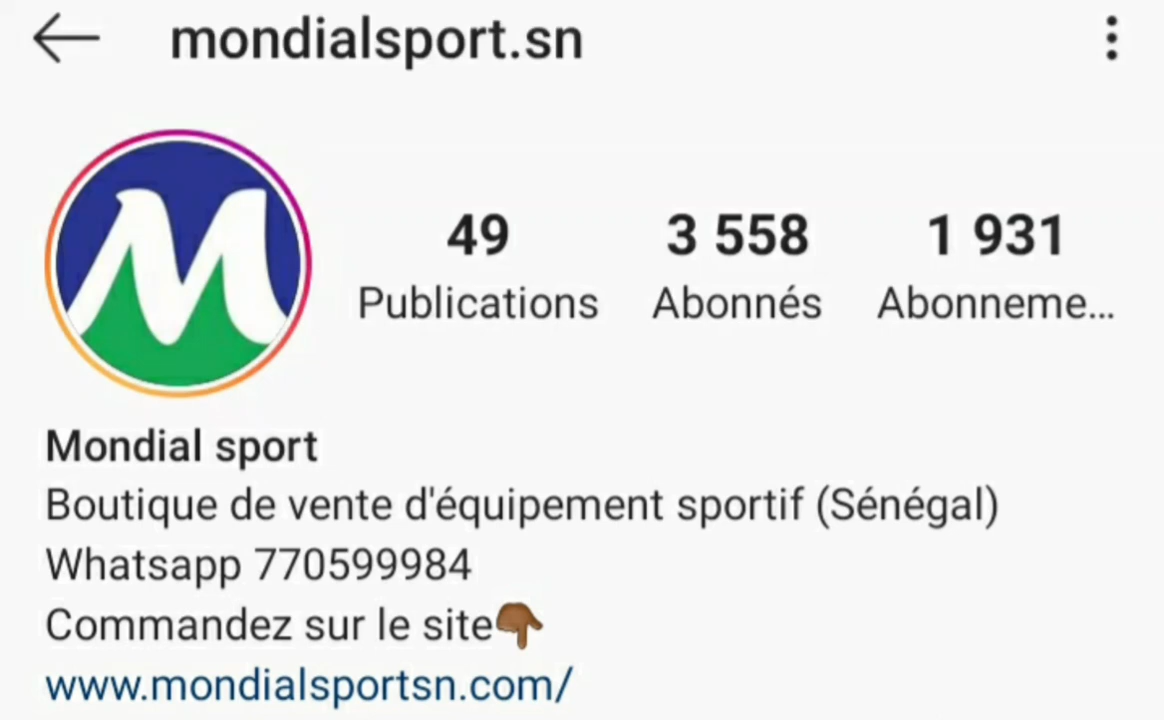 mondialsport.sn
M
49 3 558 1 931
Publications Abonnés Abonneme...
Mondial sport
Boutique de vente d'équipement sportif (Sénégal)
Whatsapp 770599984
Commandez sur le site👇🏾
www.mondialsportsn.com/